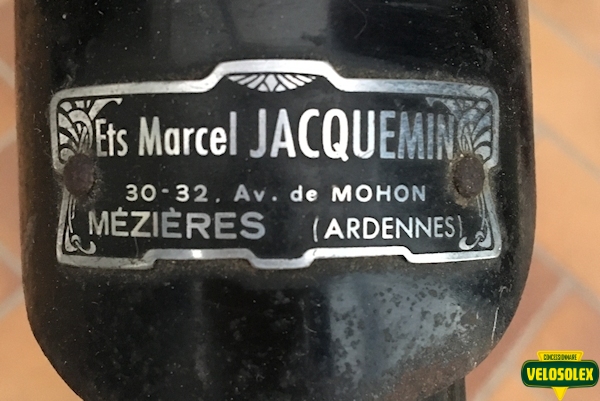 Ets Marcel JACQUEMIN
30-32, Av. de MOHON
MÉZIÈRES (ARDENNES)
CONCESSIONNAIRE
VELOSOLEX